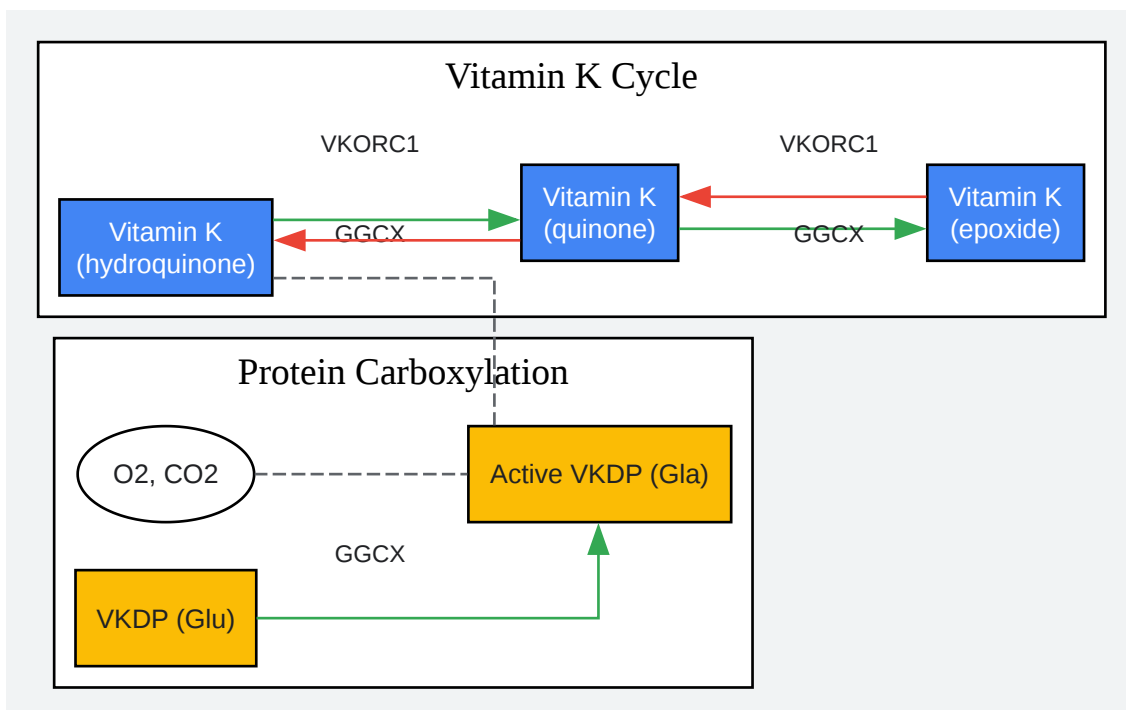 Vitamin K Cycle
VKORC1
VKORC1
Vitamin K
(hydroquinone)
GGCX
Vitamin K
(quinone)
GGCX
Vitamin K
(epoxide)
Protein Carboxylation
O2, CO2
Active VKDP (Gla)
GGCX
VKDP (Glu)